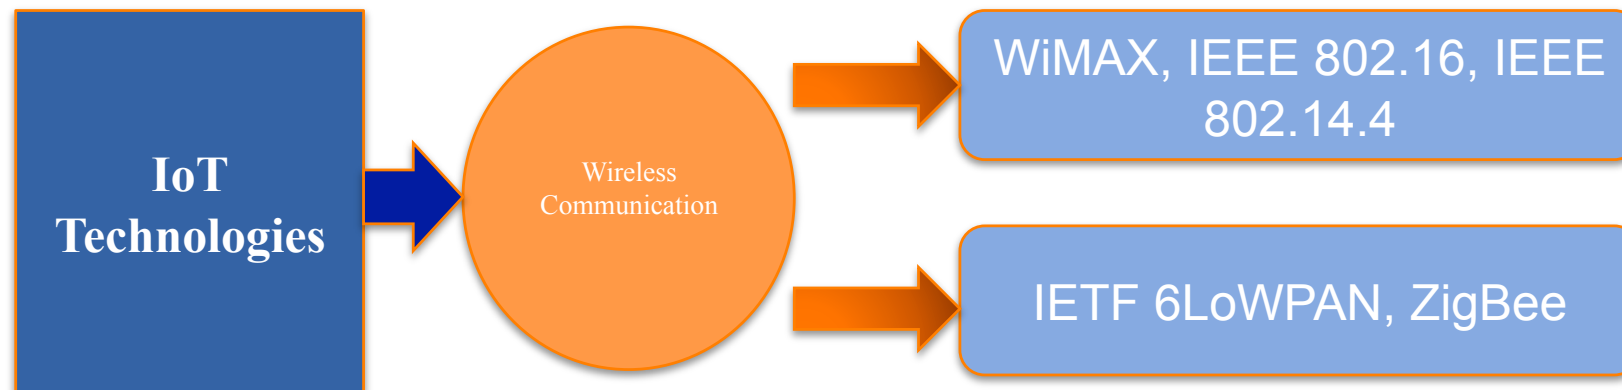 IoT
Technologies
Wireless
Communication
WiMAX, IEEE 802.16, IEEE
802.14.4
IETF 6LoWPAN, ZigBee